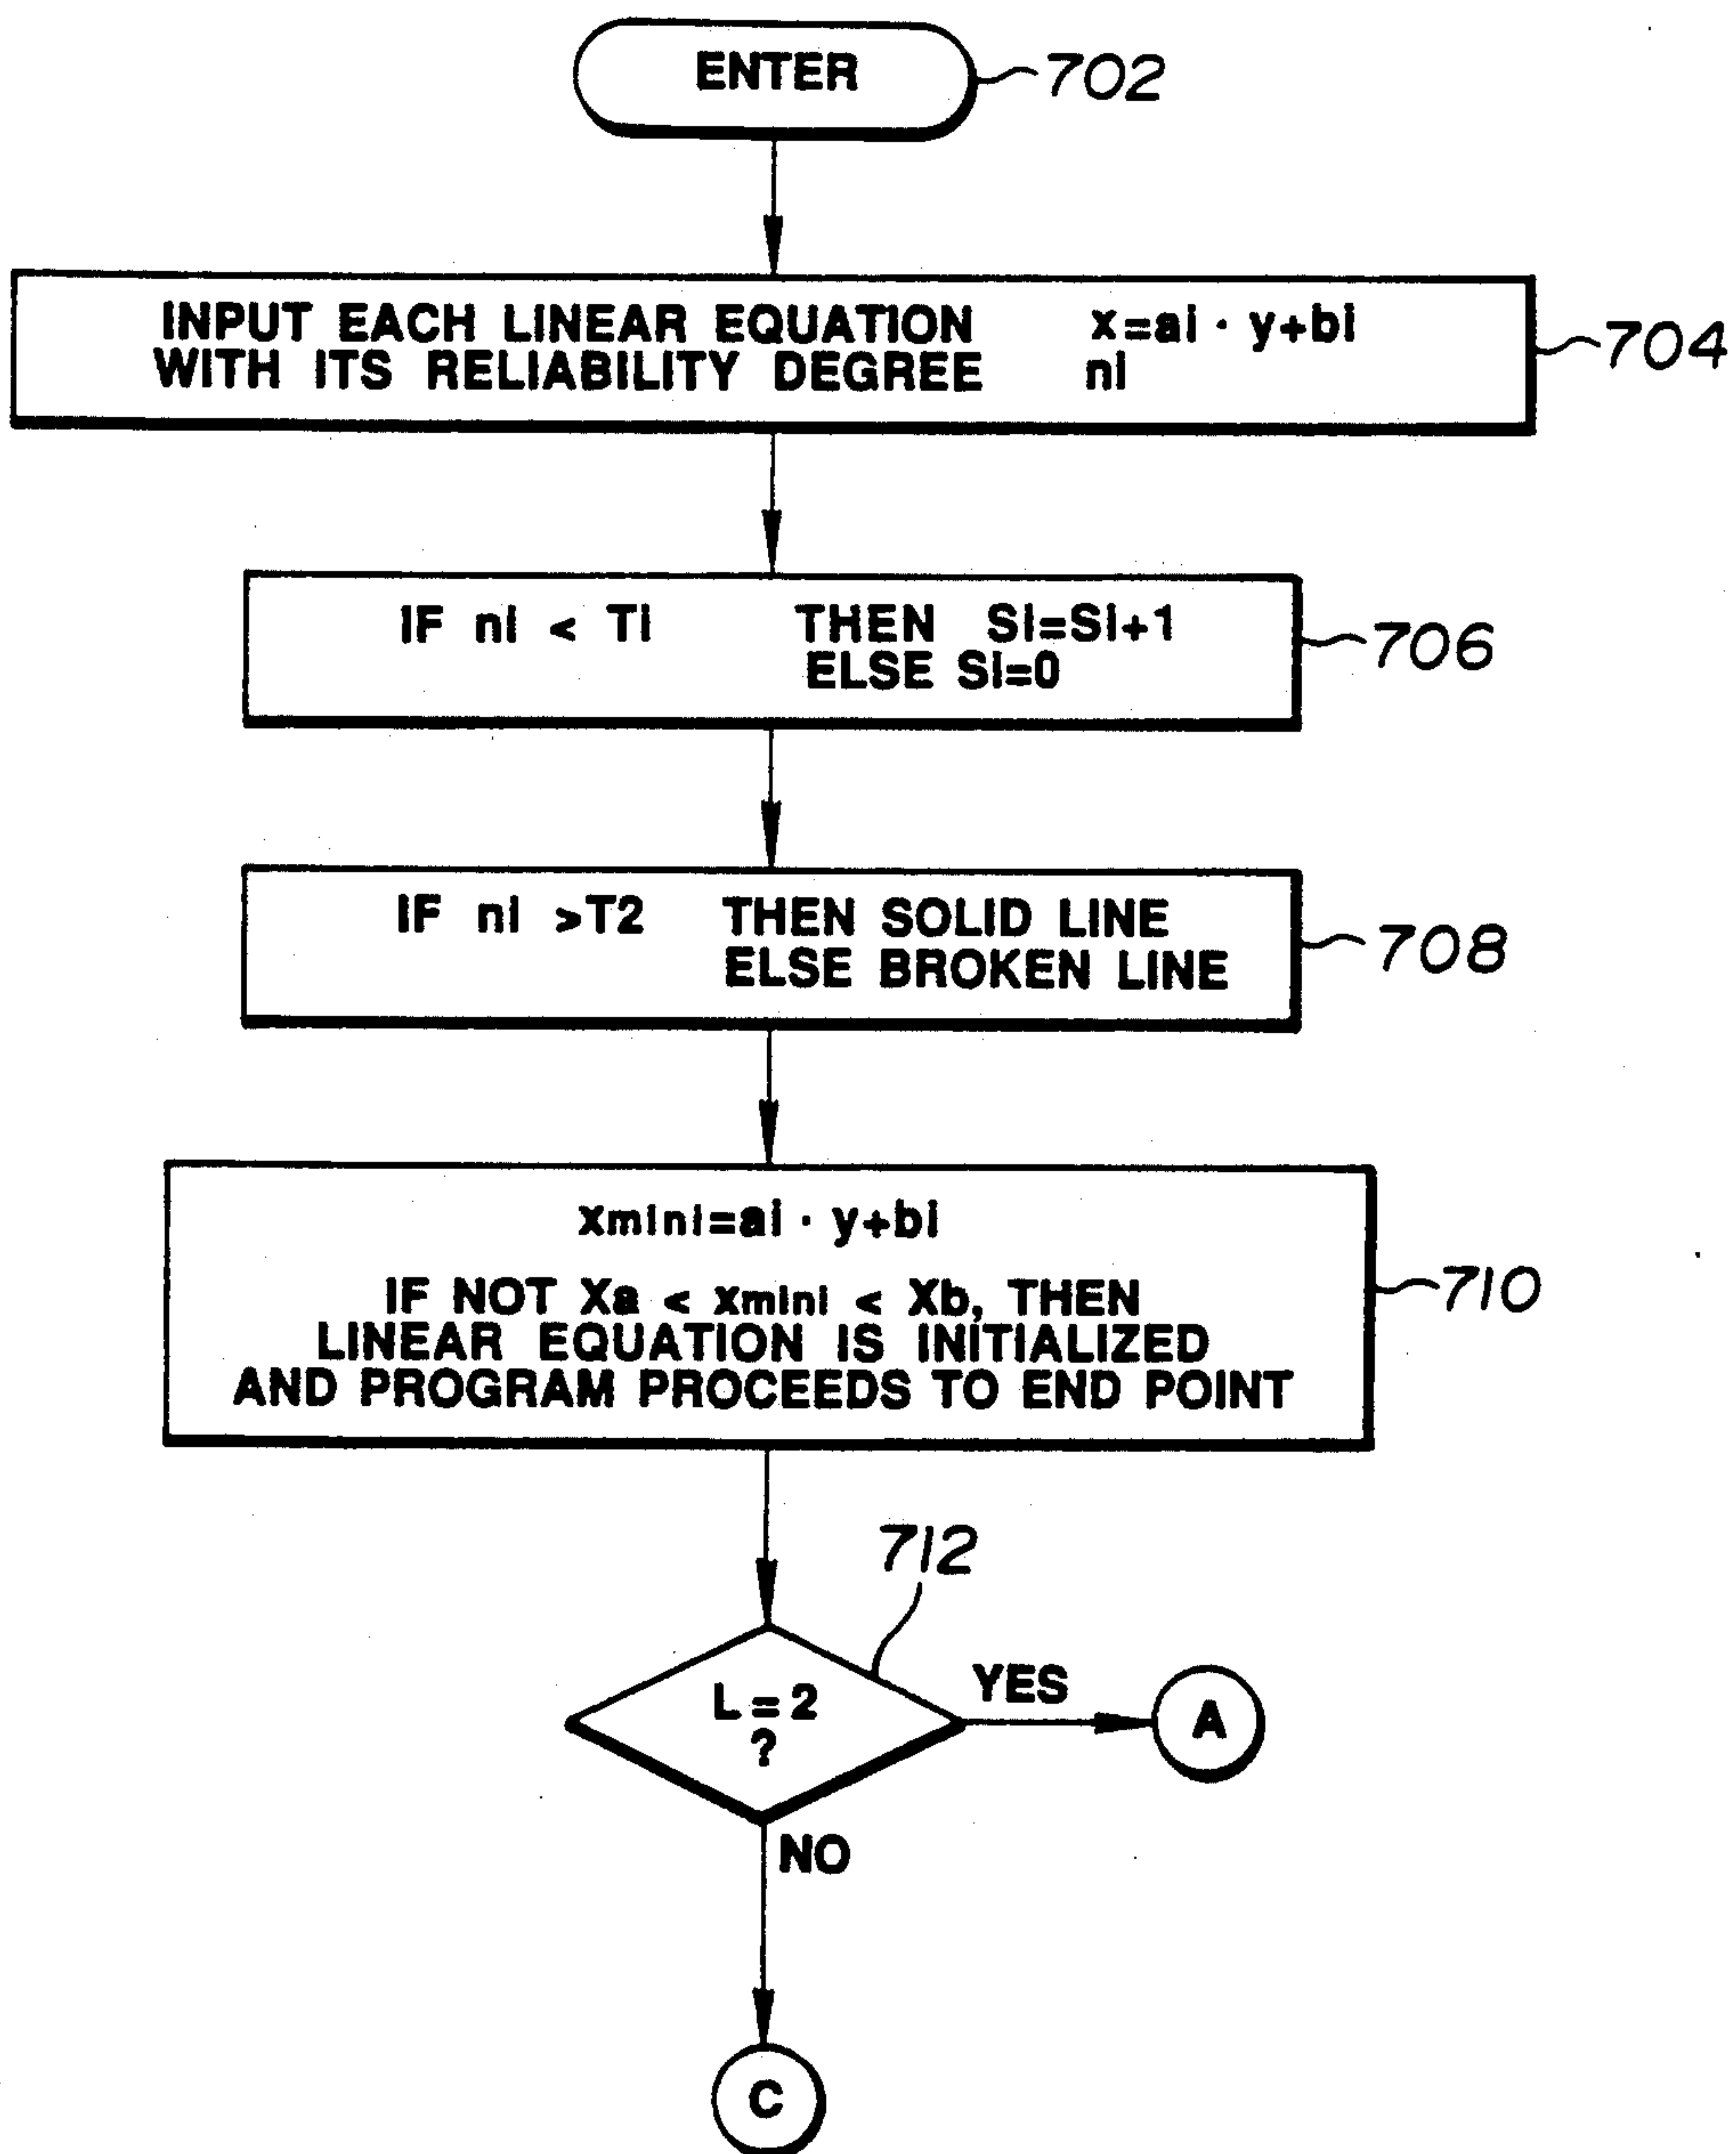 ENTER
702
INPUT EACH LINEAR EQUATION x=ai · y+bi
WITH ITS RELIABILITY DEGREE ni
704
IF ni < Ti THEN Si=Si+1
ELSE Si=0
706
IF ni >T2 THEN SOLID LINE
ELSE BROKEN LINE
708
xmini=ai · y+bi
IF NOT Xa < xmini < Xb, THEN
LINEAR EQUATION IS INITIALIZED
AND PROGRAM PROCEEDS TO END POINT
710
712
L=2
?
YES
A
NO
C